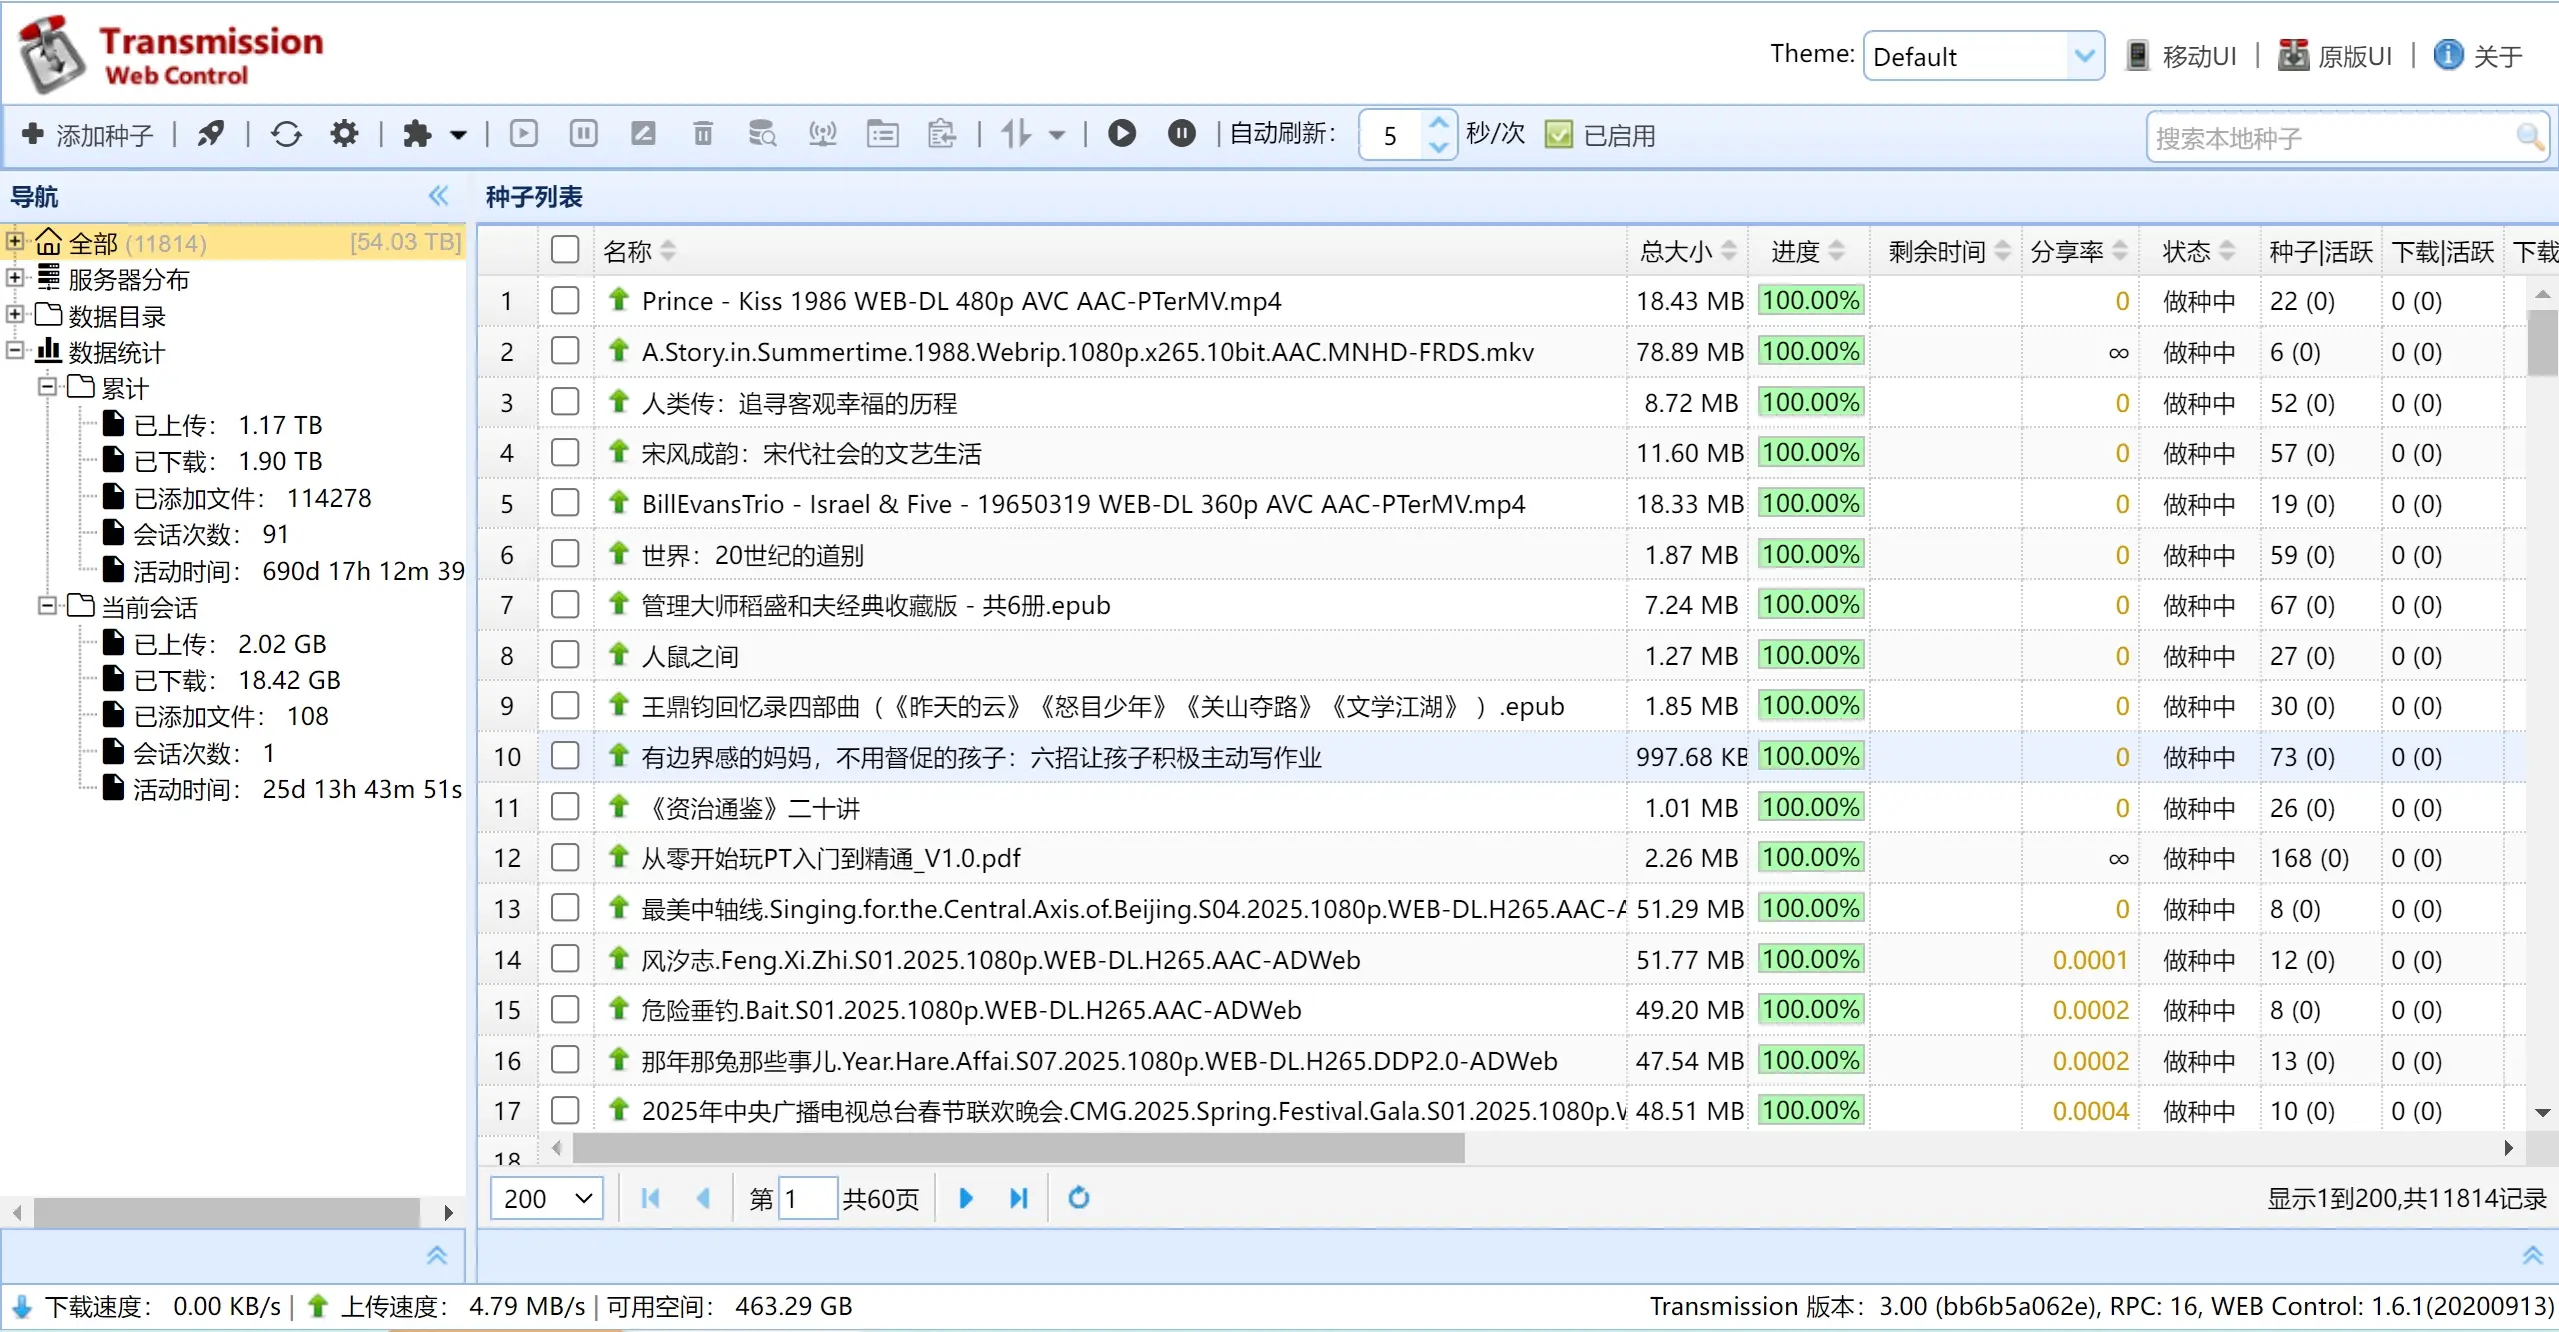 Transmission
Web Control
Theme: Default 移动UI | 原版UI | 关于
添加种子 | | | | | | 自动刷新： 5 秒/次 已启用 搜索本地种子
导航
全部 (11814) [54.03 TB]
服务器分布
数据目录
数据统计
累计
已上传： 1.17 TB
已下载： 1.90 TB
已添加文件： 114278
会话次数： 91
活动时间： 690d 17h 12m 39
当前会话
已上传： 2.02 GB
已下载： 18.42 GB
已添加文件： 108
会话次数： 1
活动时间： 25d 13h 43m 51s
种子列表
名称 总大小 进度 剩余时间 分享率 状态 种子|活跃 下载|活跃 下载
1 Prince - Kiss 1986 WEB-DL 480p AVC AAC-PTerMV.mp4 18.43 MB 100.00% 0 做种中 22 (0) 0 (0)
2 A.Story.in.Summertime.1988.Webrip.1080p.x265.10bit.AAC.MNHD-FRDS.mkv 78.89 MB 100.00% ∞ 做种中 6 (0) 0 (0)
3 人类传：追寻客观幸福的历程 8.72 MB 100.00% 0 做种中 52 (0) 0 (0)
4 宋风成韵：宋代社会的文艺生活 11.60 MB 100.00% 0 做种中 57 (0) 0 (0)
5 BillEvansTrio - Israel & Five - 19650319 WEB-DL 360p AVC AAC-PTerMV.mp4 18.33 MB 100.00% 0 做种中 19 (0) 0 (0)
6 世界：20世纪的道别 1.87 MB 100.00% 0 做种中 59 (0) 0 (0)
7 管理大师稻盛和夫经典收藏版 - 共6册.epub 7.24 MB 100.00% 0 做种中 67 (0) 0 (0)
8 人鼠之间 1.27 MB 100.00% 0 做种中 27 (0) 0 (0)
9 王鼎钧回忆录四部曲（《昨天的云》《怒目少年》《关山夺路》《文学江湖》 ）.epub 1.85 MB 100.00% 0 做种中 30 (0) 0 (0)
10 有边界感的妈妈，不用督促的孩子：六招让孩子积极主动写作业 997.68 KB 100.00% 0 做种中 73 (0) 0 (0)
11 《资治通鉴》二十讲 1.01 MB 100.00% 0 做种中 26 (0) 0 (0)
12 从零开始玩PT入门到精通_V1.0.pdf 2.26 MB 100.00% ∞ 做种中 168 (0) 0 (0)
13 最美中轴线.Singing.for.the.Central.Axis.of.Beijing.S04.2025.1080p.WEB-DL.H265.AAC-A 51.29 MB 100.00% 0 做种中 8 (0) 0 (0)
14 风汐志.Feng.Xi.Zhi.S01.2025.1080p.WEB-DL.H265.AAC-ADWeb 51.77 MB 100.00% 0.0001 做种中 12 (0) 0 (0)
15 危险垂钓.Bait.S01.2025.1080p.WEB-DL.H265.AAC-ADWeb 49.20 MB 100.00% 0.0002 做种中 8 (0) 0 (0)
16 那年那兔那些事儿.Year.Hare.Affai.S07.2025.1080p.WEB-DL.H265.DDP2.0-ADWeb 47.54 MB 100.00% 0.0002 做种中 13 (0) 0 (0)
17 2025年中央广播电视总台春节联欢晚会.CMG.2025.Spring.Festival.Gala.S01.2025.1080p.W 48.51 MB 100.00% 0.0004 做种中 10 (0) 0 (0)
18
200 第 1 共60页 显示1到200,共11814记录
下载速度： 0.00 KB/s | 上传速度： 4.79 MB/s | 可用空间： 463.29 GB Transmission 版本：3.00 (bb6b5a062e), RPC: 16, WEB Control: 1.6.1(20200913)